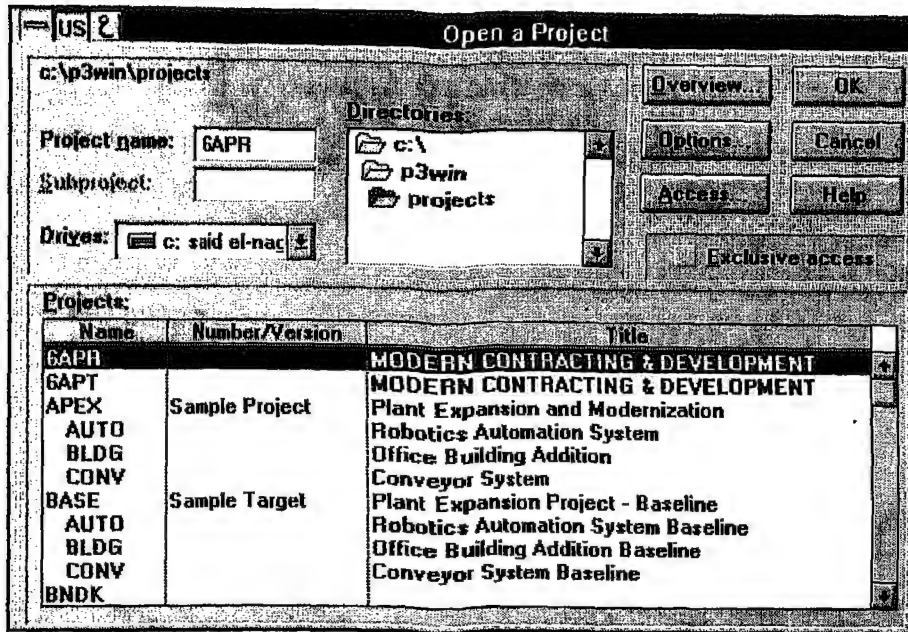 US
Open a Project
c:\p3win\projects
Project name: 6APR
Subproject:
Drives: c: said el-nag
Directories:
c:\
p3win
projects
Overview...
OK
Options...
Cancel
Access...
Help
Exclusive access
Projects:
Name Number/Version Title
6APR MODERN CONTRACTING & DEVELOPMENT
6APT MODERN CONTRACTING & DEVELOPMENT
APEX Sample Project Plant Expansion and Modernization
AUTO Robotics Automation System
BLDG Office Building Addition
CONV Conveyor System
BASE Sample Target Plant Expansion Project - Baseline
AUTO Robotics Automation System Baseline
BLDG Office Building Addition Baseline
CONV Conveyor System Baseline
BNDK